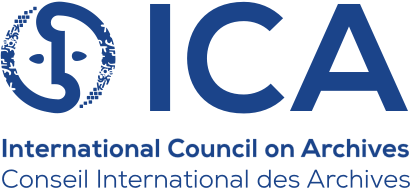 ICA
International Council on Archives
Conseil International des Archives